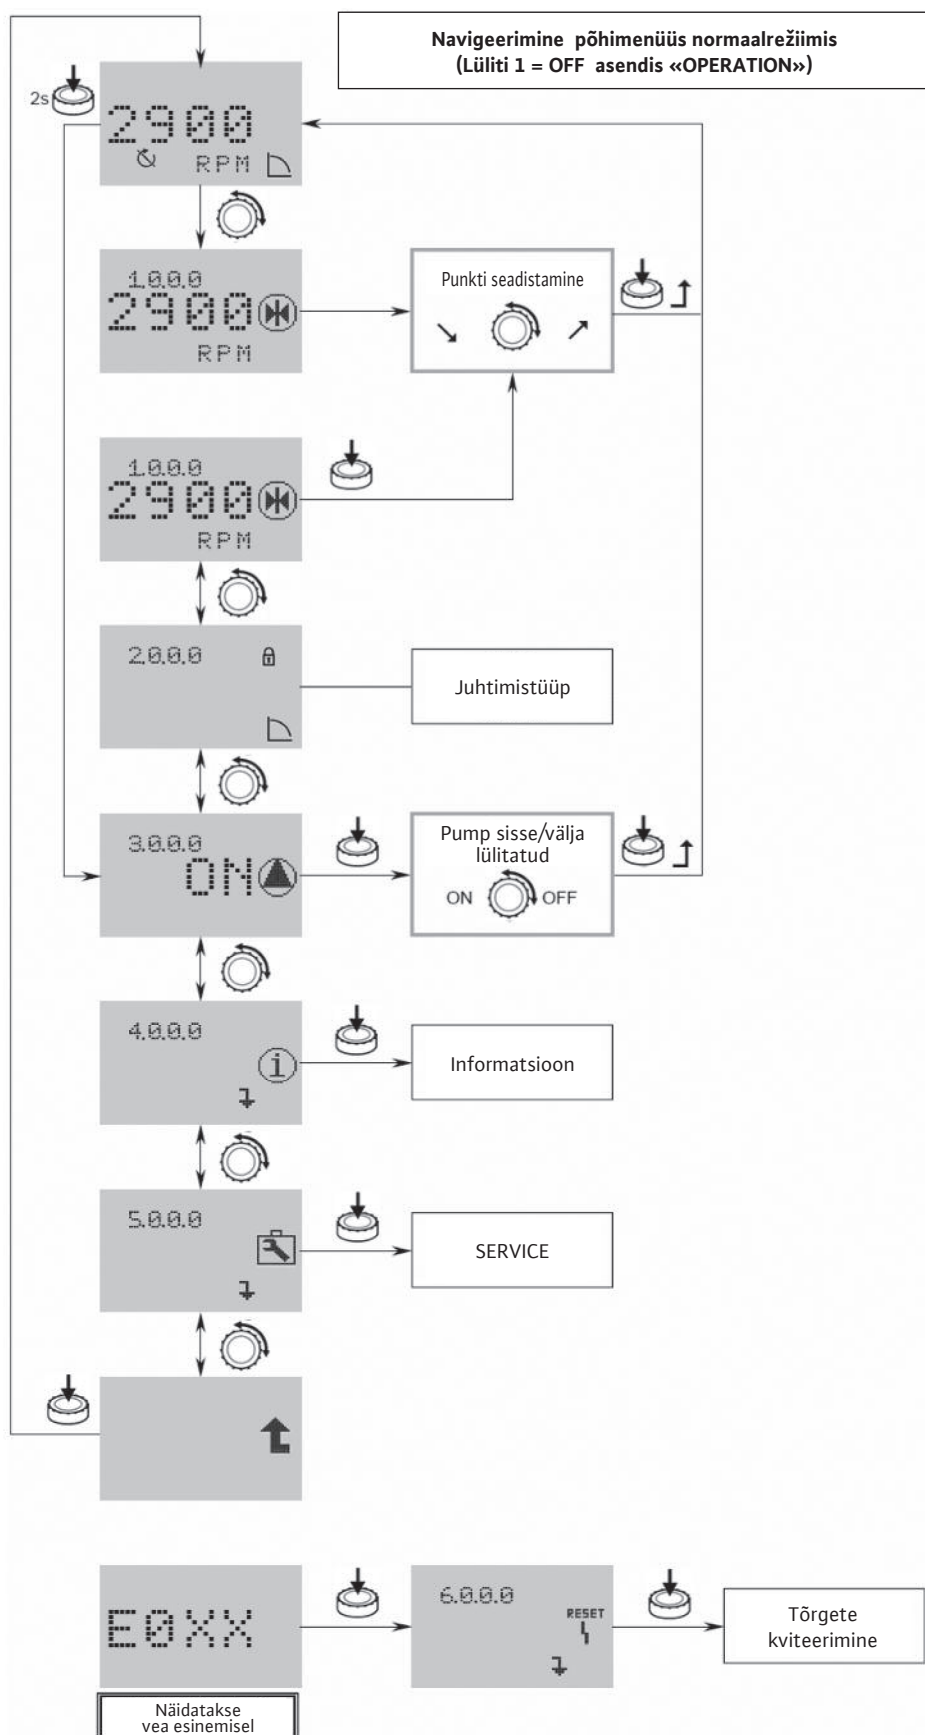 Navigeerimine põhimenüüs normaalrežiimis
(Lüliti 1 = OFF asendis «OPERATION»)
2s
2900
RPM
1.0.0.0
2900
RPM
Punkti seadistamine
1.0.0.0
2900
RPM
2.0.0.0
Juhtimistüüp
3.0.0.0
ON
Pump sisse/välja
lülitatud
ON OFF
4.0.0.0
i
Informatsioon
5.0.0.0
SERVICE
E0XX
6.0.0.0
RESET
Tõrgete
kviteerimine
Näidatakse
vea esinemisel